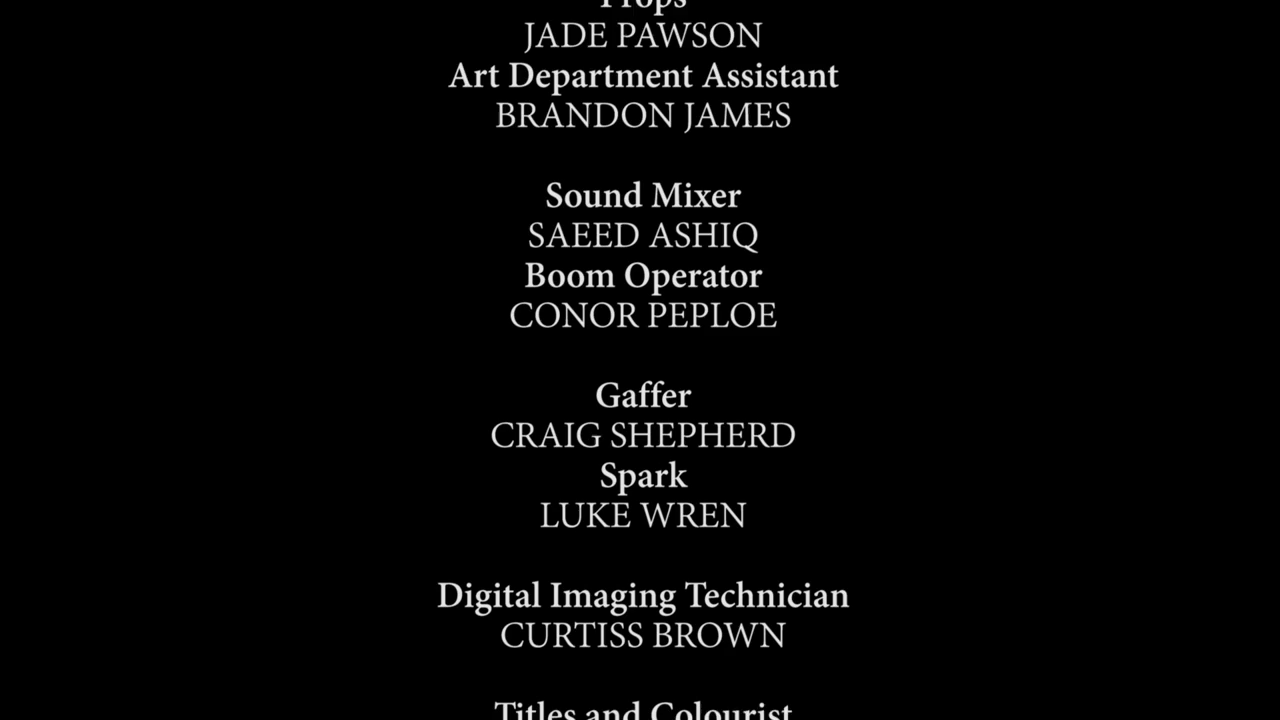 Props
JADE PAWSON
Art Department Assistant
BRANDON JAMES
Sound Mixer
SAEED ASHIQ
Boom Operator
CONOR PEPLOE
Gaffer
CRAIG SHEPHERD
Spark
LUKE WREN
Digital Imaging Technician
CURTISS BROWN
Titles and Colourist